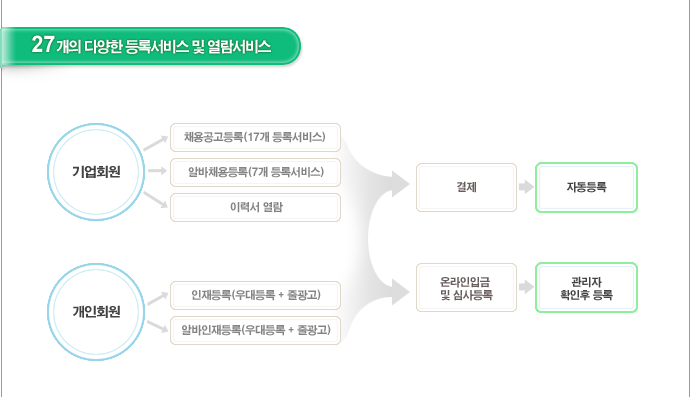 27개의 다양한 등록서비스 및 열람서비스
기업회원
채용공고등록(17개 등록서비스)
알바채용등록(7개 등록서비스)
이력서 열람
개인회원
인재등록(우대등록 + 줄광고)
알바인재등록(우대등록 + 줄광고)
결제
자동등록
온라인입금
및 심사등록
관리자
확인후 등록